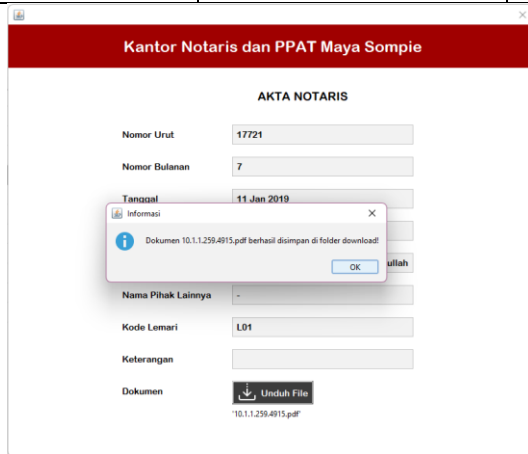 Kantor Notaris dan PPAT Maya Sompie
AKTA NOTARIS
Nomor Urut 17721
Nomor Bulanan 7
Tanggal 11 Jan 2019
Informasi
Dokumen 10.1.1.259.4915.pdf berhasil disimpan di folder download!
OK
ullah
Nama Pihak Lainnya -
Kode Lemari L01
Keterangan
Dokumen Unduh File
'10.1.1.259.4915.pdf'